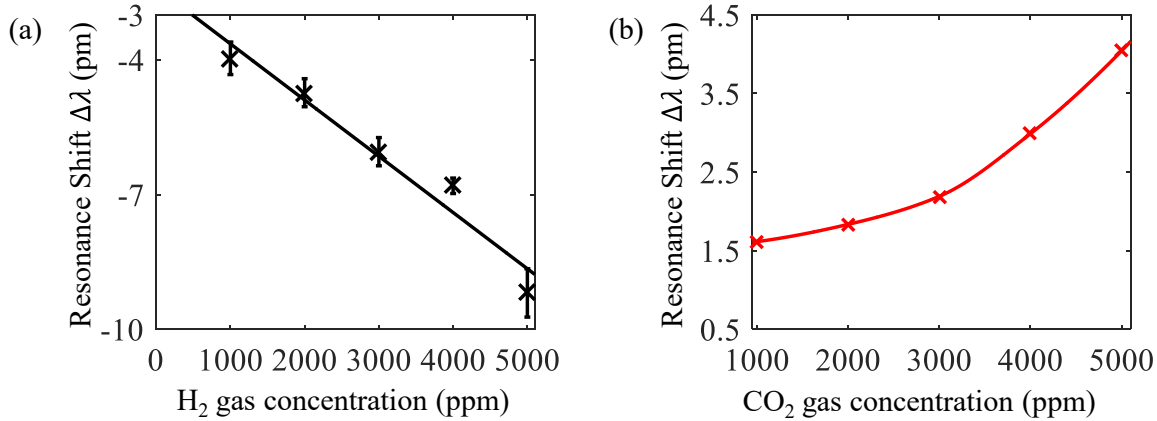 (a)
Resonance Shift Δλ (pm)
-3
-4
-7
-10
0 1000 2000 3000 4000 5000
H₂ gas concentration (ppm)
(b)
Resonance Shift Δλ (pm)
4.5
3.5
2.5
1.5
0.5
1000 2000 3000 4000 5000
CO₂ gas concentration (ppm)